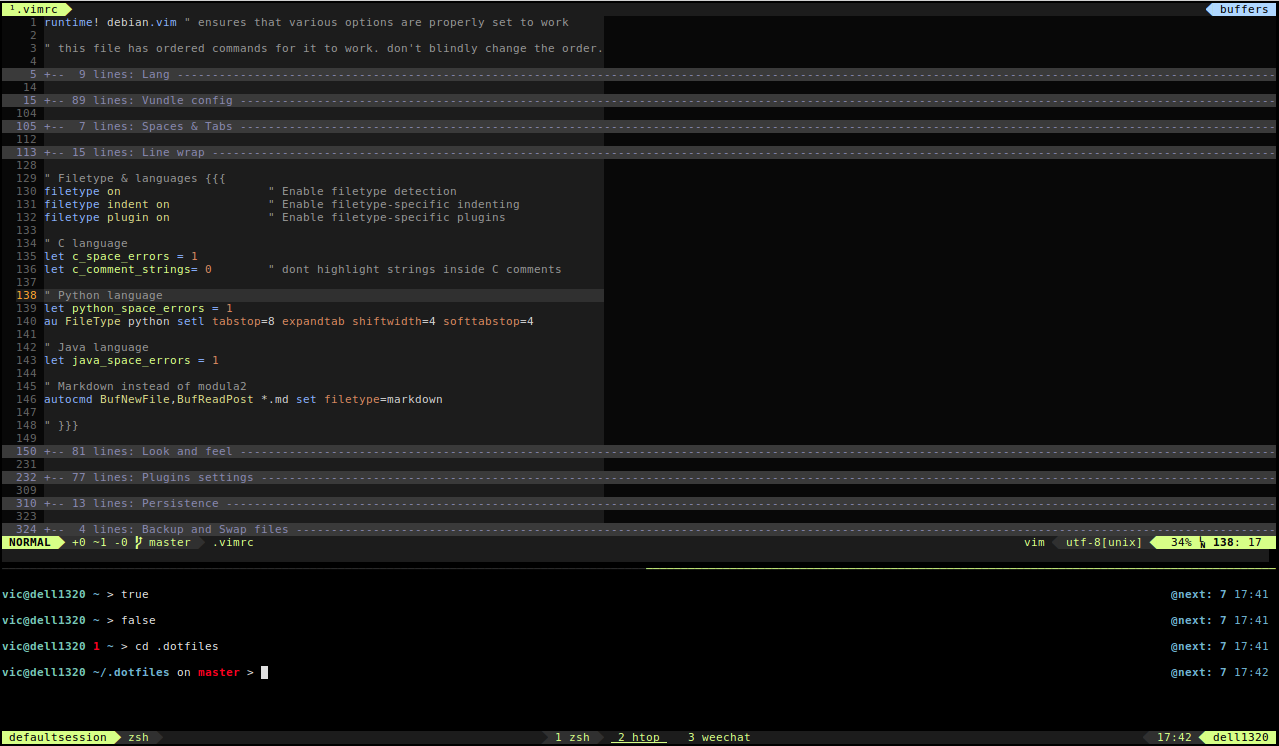 ¹.vimrc buffers
1 runtime! debian.vim " ensures that various options are properly set to work
2
3 " this file has ordered commands for it to work. don't blindly change the order.
4
5 +-- 9 lines: Lang ---
14
15 +-- 89 lines: Vundle config ---
104
105 +-- 7 lines: Spaces & Tabs ---
112
113 +-- 15 lines: Line wrap ---
128
129 " Filetype & languages {{{
130 filetype on " Enable filetype detection
131 filetype indent on " Enable filetype-specific indenting
132 filetype plugin on " Enable filetype-specific plugins
133
134 " C language
135 let c_space_errors = 1
136 let c_comment_strings= 0 " dont highlight strings inside C comments
137
138 " Python language
139 let python_space_errors = 1
140 au FileType python setl tabstop=8 expandtab shiftwidth=4 softtabstop=4
141
142 " Java language
143 let java_space_errors = 1
144
145 " Markdown instead of modula2
146 autocmd BufNewFile,BufReadPost *.md set filetype=markdown
147
148 " }}}
149
150 +-- 81 lines: Look and feel ---
231
232 +-- 77 lines: Plugins settings ---
309
310 +-- 13 lines: Persistence ---
323
324 +-- 4 lines: Backup and Swap files ---
NORMAL +0 ~1 -0 master .vimrc vim utf-8[unix] 34% 138: 17
vic@dell1320 ~ > true @next: 7 17:41
vic@dell1320 ~ > false @next: 7 17:41
vic@dell1320 1 ~ > cd .dotfiles @next: 7 17:41
vic@dell1320 ~/.dotfiles on master > @next: 7 17:42
defaultsession zsh 1 zsh 2 htop 3 weechat 17:42 dell1320